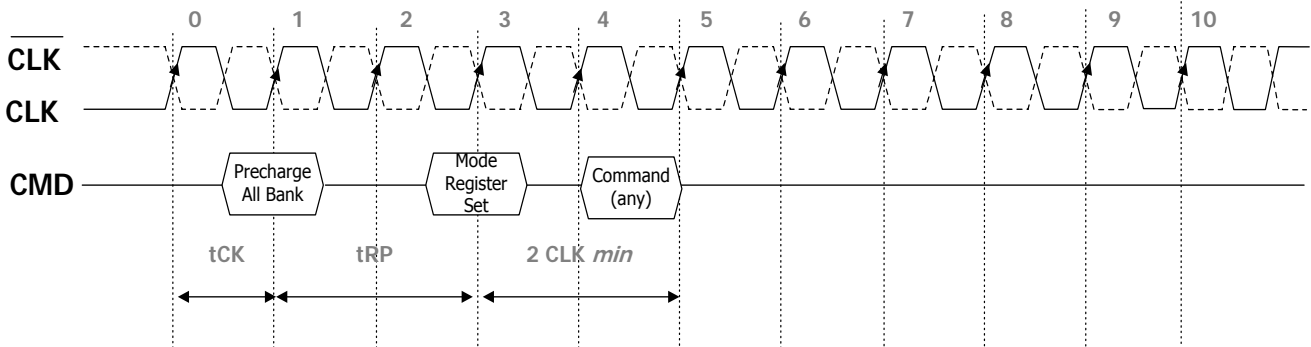 0 1 2 3 4 5 6 7 8 9 10
CLK
CLK
CMD
Precharge
All Bank
Mode
Register
Set
Command
(any)
tCK tRP 2 CLK min